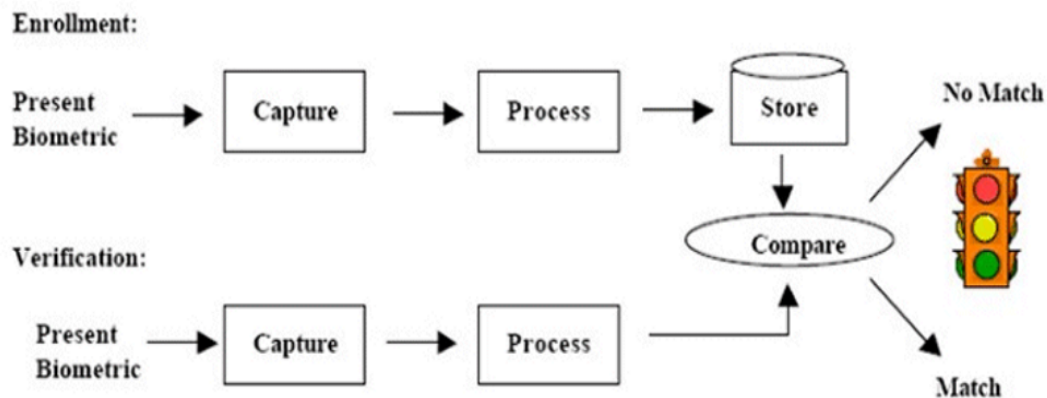 Enrollment:
Present
Biometric
Capture
Process
Store
No Match
Compare
Verification:
Present
Biometric
Capture
Process
Match